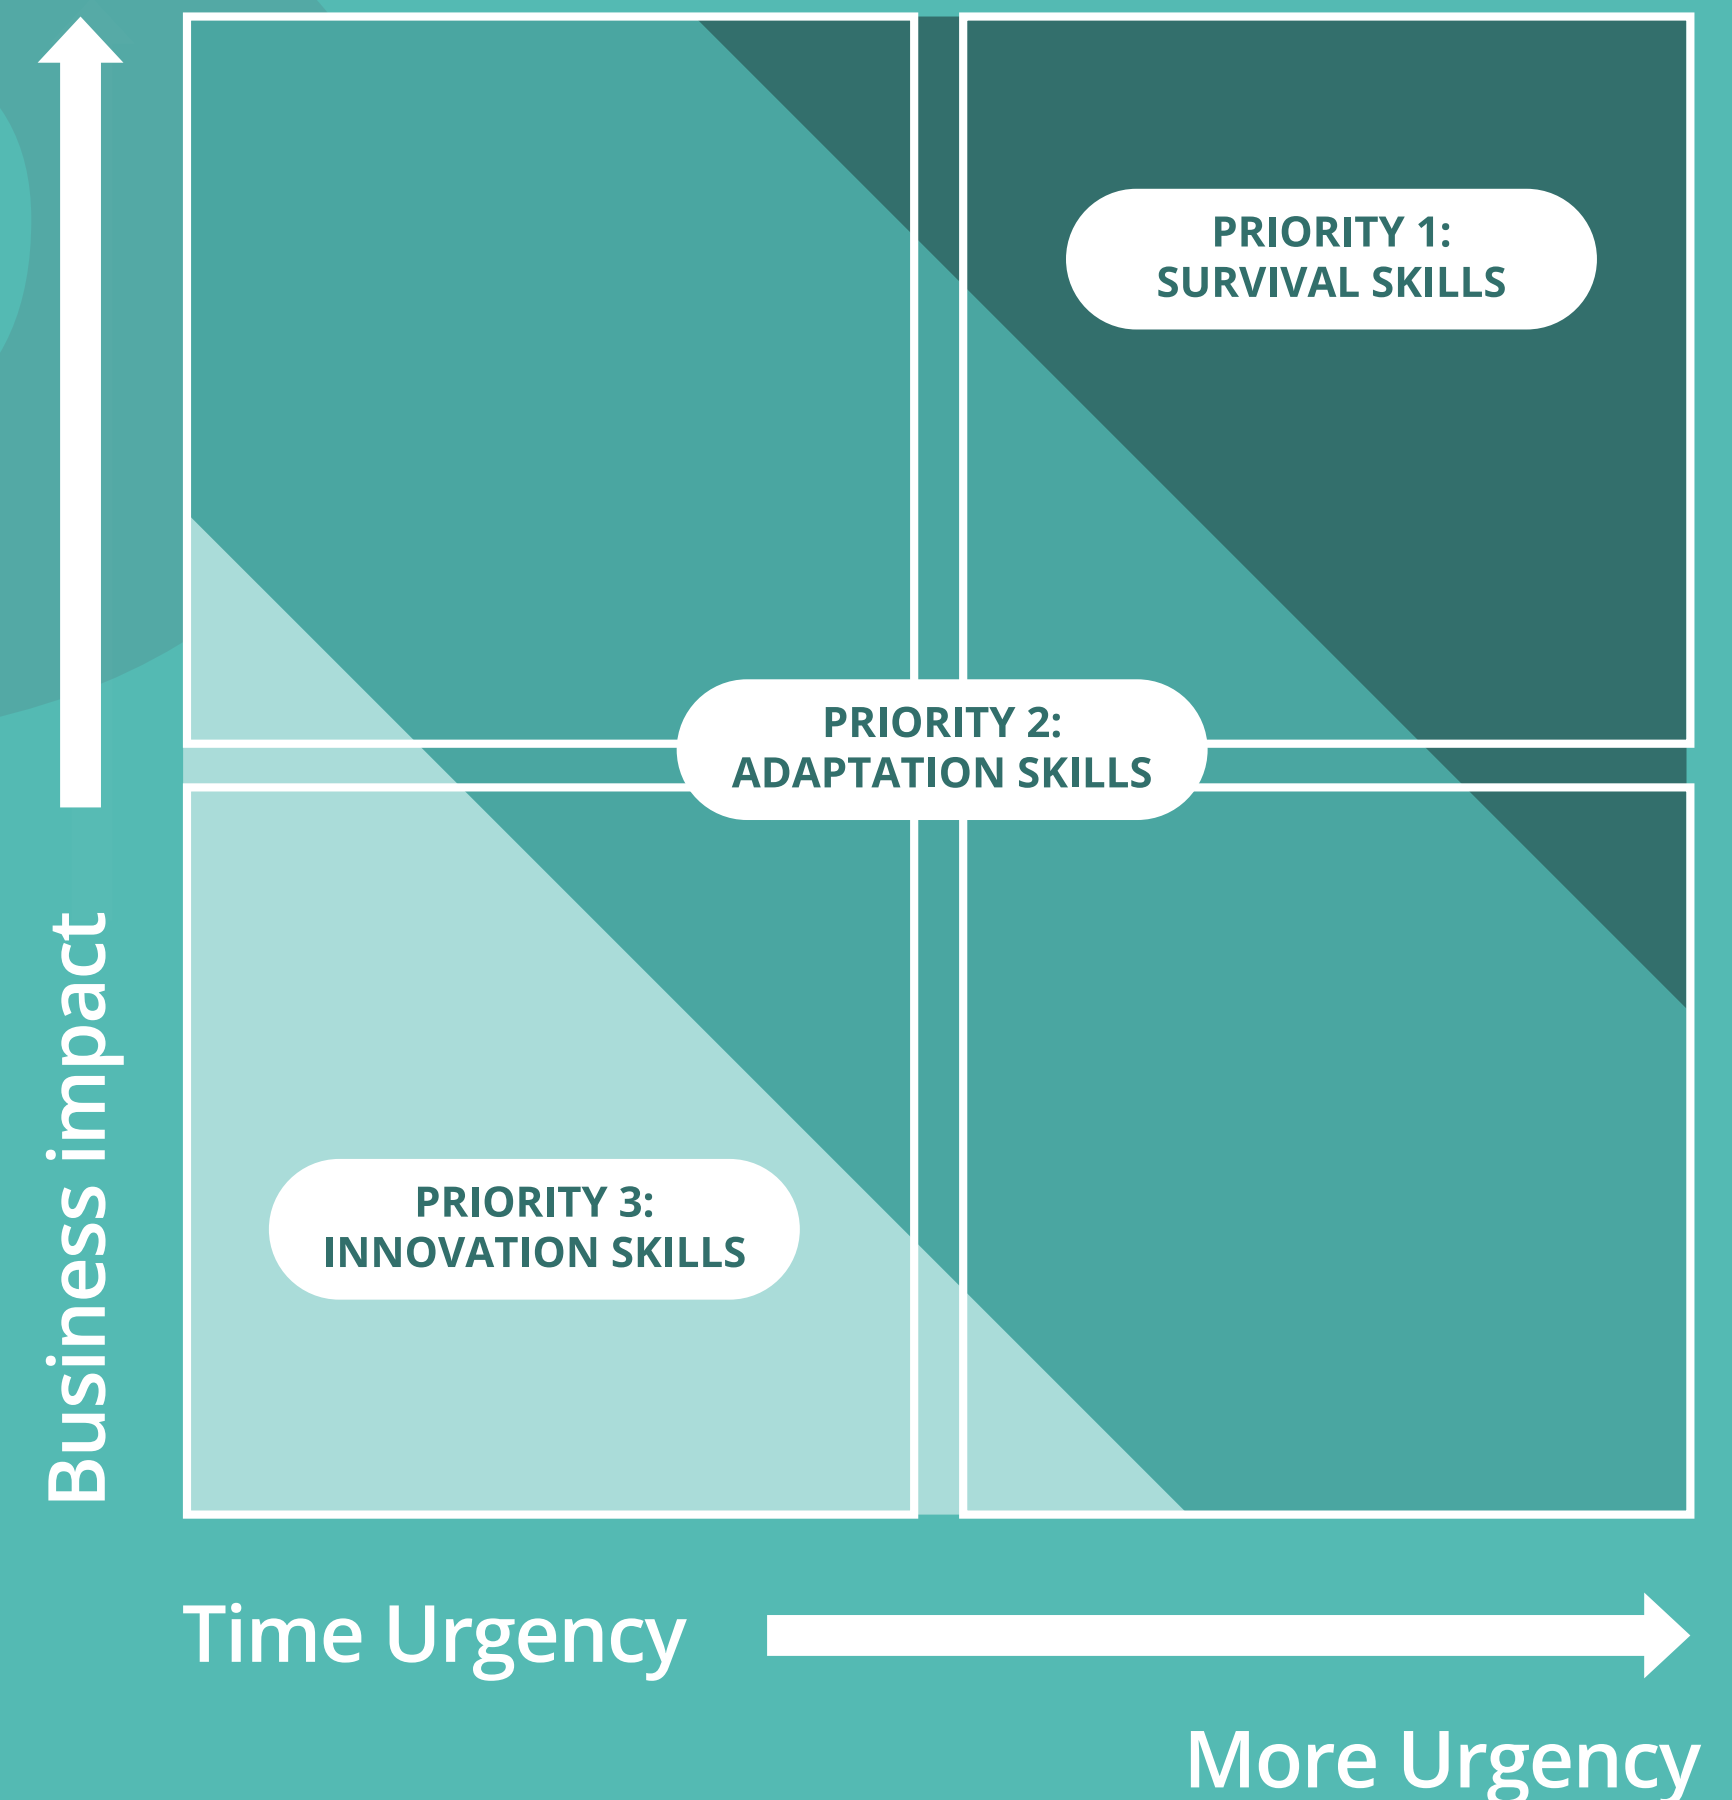 PRIORITY 1:
SURVIVAL SKILLS
PRIORITY 2:
ADAPTATION SKILLS
PRIORITY 3:
INNOVATION SKILLS
Business impact
Time Urgency
More Urgency